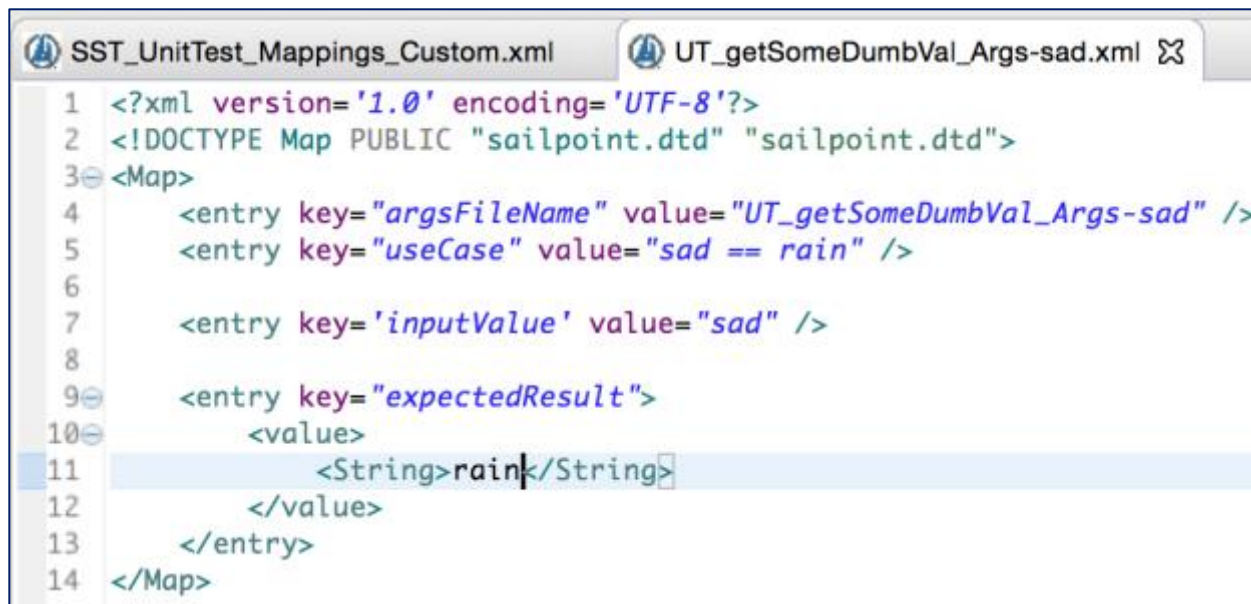 SST_UnitTest_Mappings_Custom.xml UT_getSomeDumbVal_Args-sad.xml
1 <?xml version='1.0' encoding='UTF-8'?>
2 <!DOCTYPE Map PUBLIC "sailpoint.dtd" "sailpoint.dtd">
3 <Map>
4     <entry key="argsFileName" value="UT_getSomeDumbVal_Args-sad" />
5     <entry key="useCase" value="sad == rain" />
6
7     <entry key='inputValue' value="sad" />
8
9     <entry key="expectedResult">
10         <value>
11             <String>rain</String>
12         </value>
13     </entry>
14 </Map>